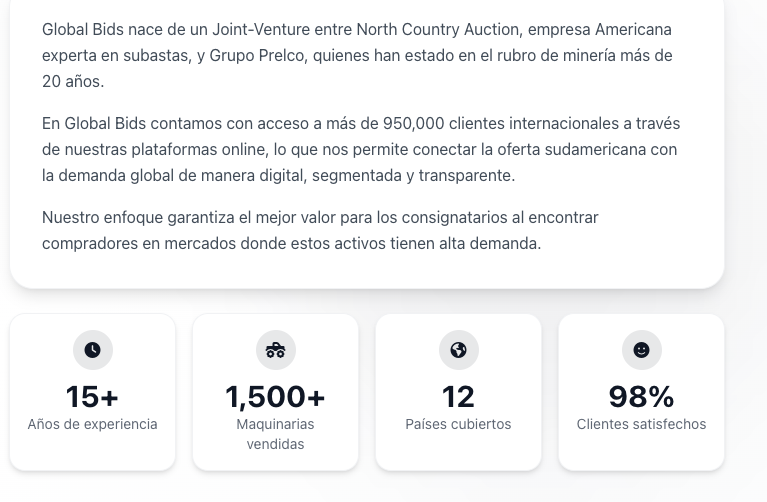 Global Bids nace de un Joint-Venture entre North Country Auction, empresa Americana
experta en subastas, y Grupo Prelco, quienes han estado en el rubro de minería más de
20 años.
En Global Bids contamos con acceso a más de 950,000 clientes internacionales a través
de nuestras plataformas online, lo que nos permite conectar la oferta sudamericana con
la demanda global de manera digital, segmentada y transparente.
Nuestro enfoque garantiza el mejor valor para los consignatarios al encontrar
compradores en mercados donde estos activos tienen alta demanda.
15+
Años de experiencia
1,500+
Maquinarias
vendidas
12
Países cubiertos
98%
Clientes satisfechos